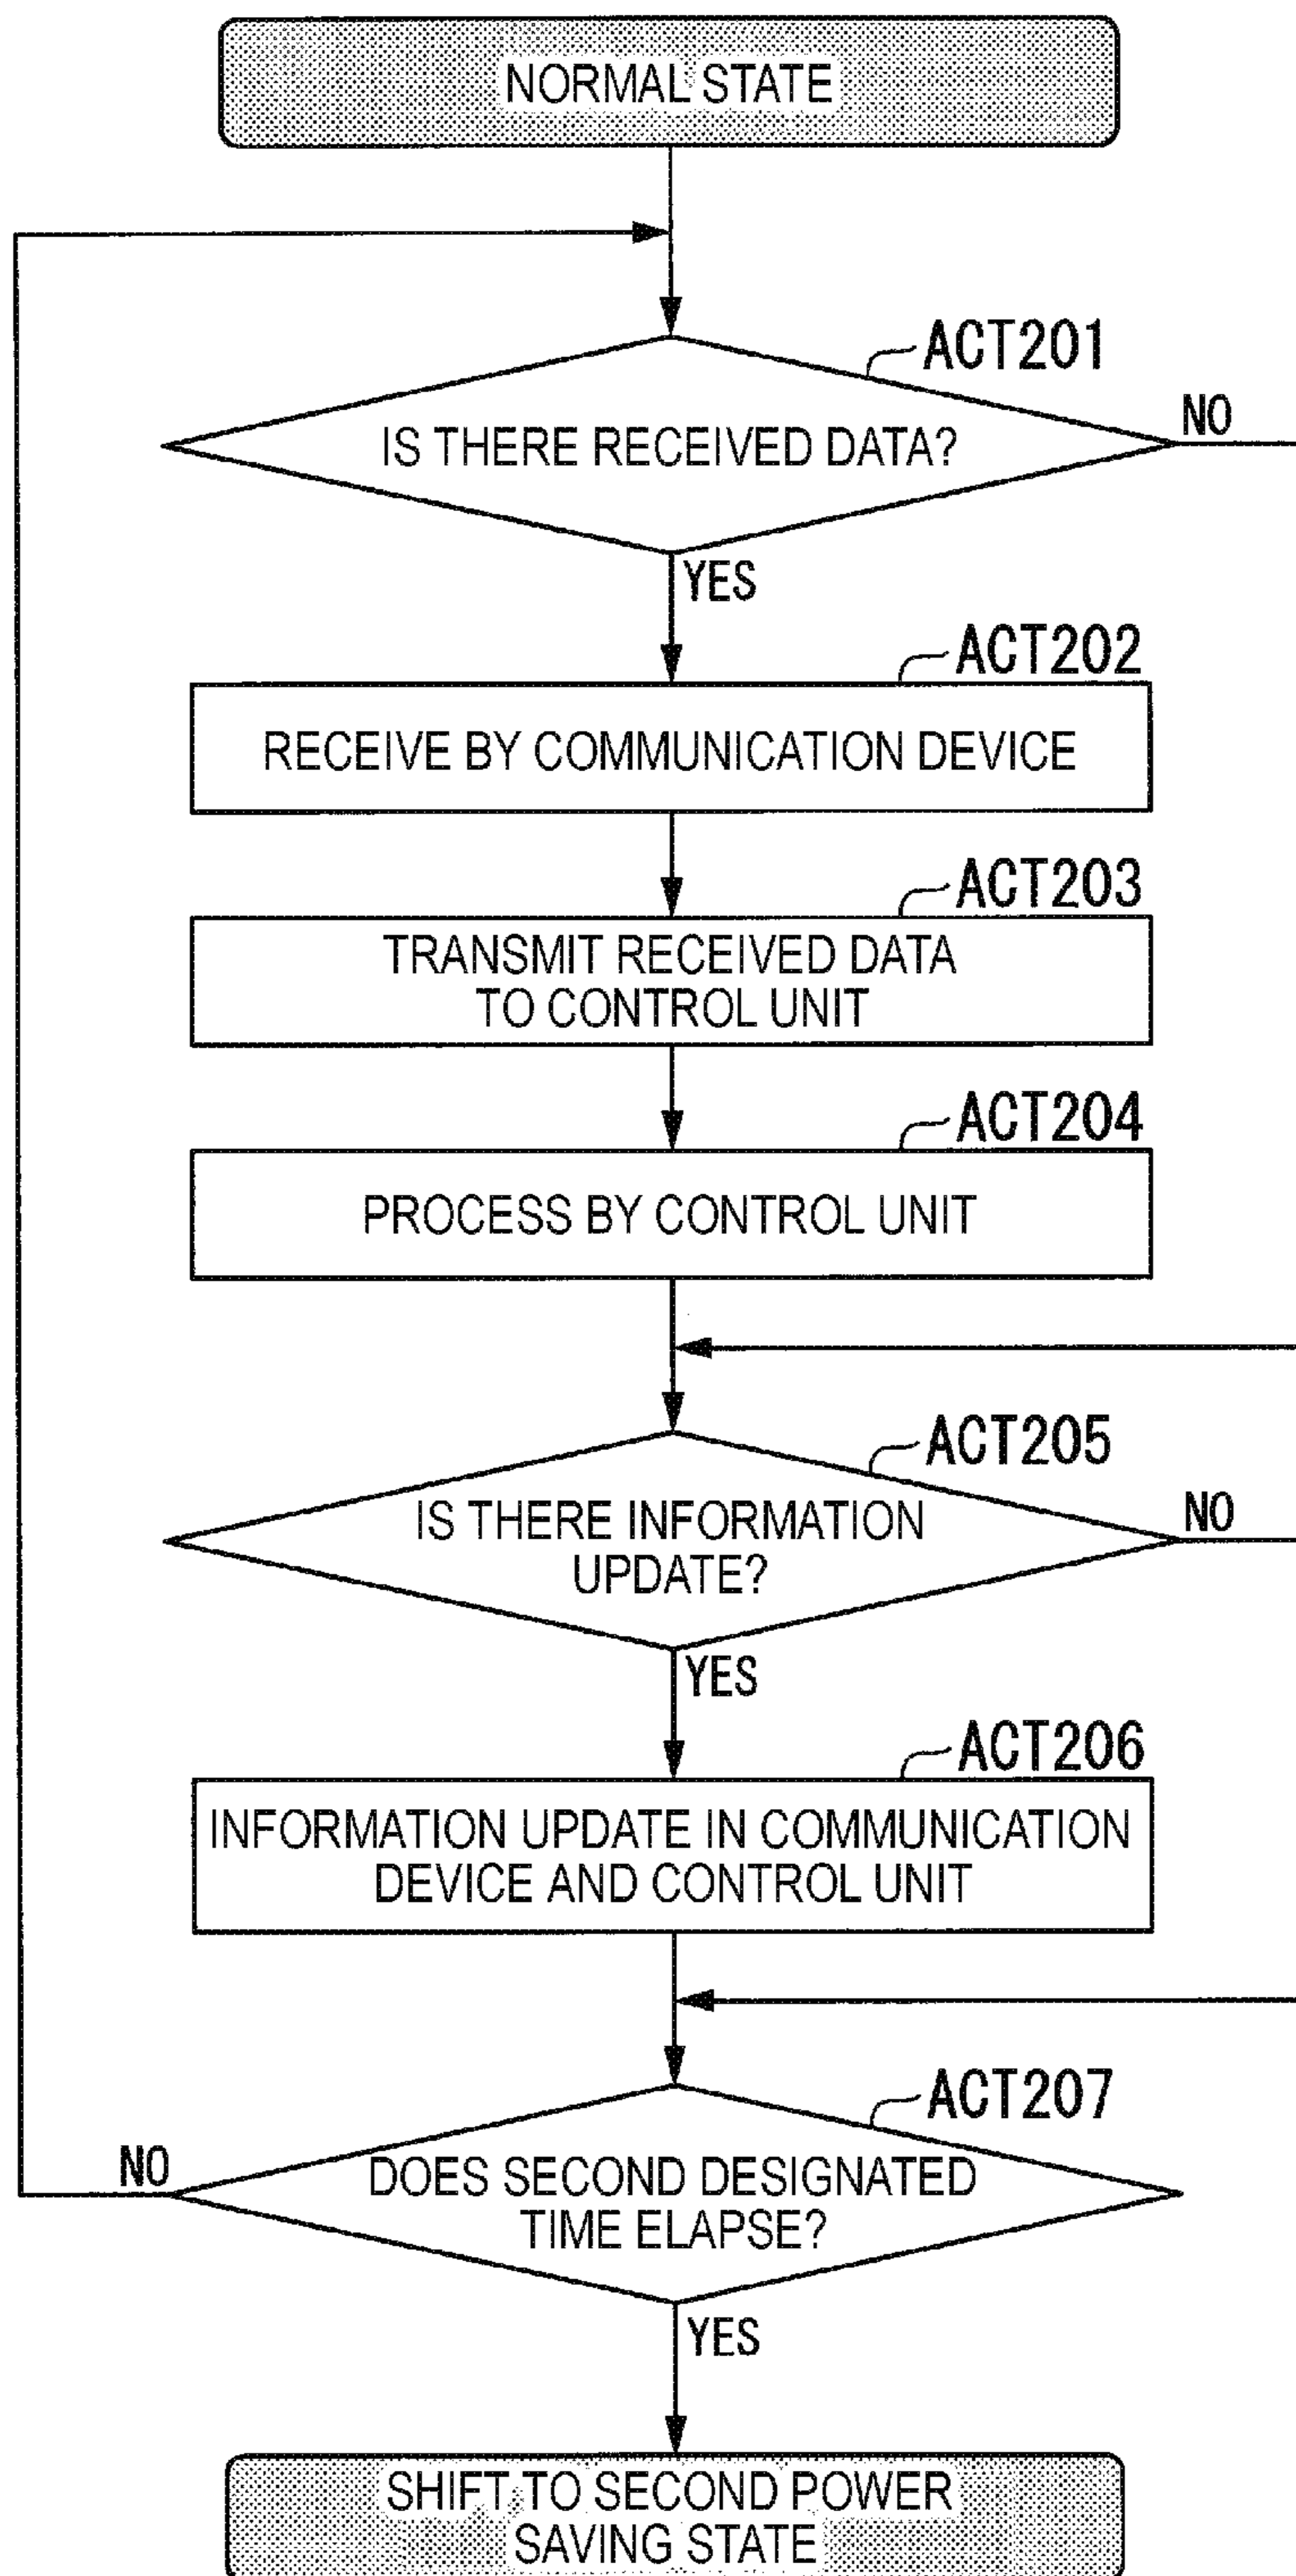 NORMAL STATE
ACT201
IS THERE RECEIVED DATA?
NO
YES
ACT202
RECEIVE BY COMMUNICATION DEVICE
ACT203
TRANSMIT RECEIVED DATA
TO CONTROL UNIT
ACT204
PROCESS BY CONTROL UNIT
ACT205
IS THERE INFORMATION
UPDATE?
NO
YES
ACT206
INFORMATION UPDATE IN COMMUNICATION
DEVICE AND CONTROL UNIT
ACT207
NO
DOES SECOND DESIGNATED
TIME ELAPSE?
YES
SHIFT TO SECOND POWER
SAVING STATE